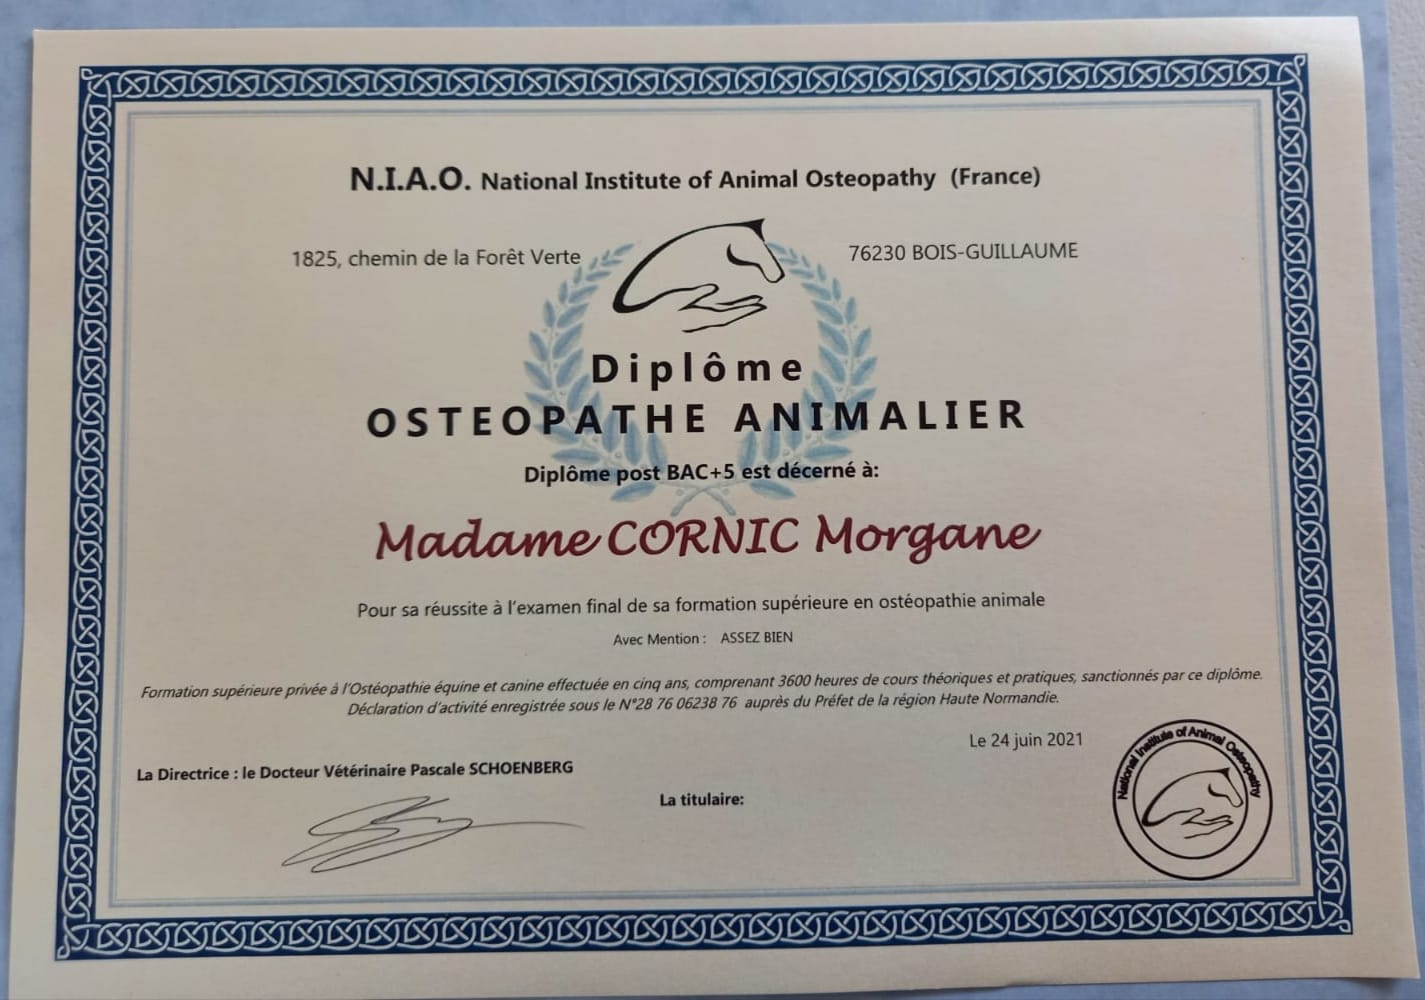 N.I.A.O. National Institute of Animal Osteopathy (France)
1825, chemin de la Forêt Verte 76230 BOIS-GUILLAUME
Diplôme
OSTEOPATHE ANIMALIER
Diplôme post BAC+5 est décerné à:
Madame CORNIC Morgane
Pour sa réussite à l'examen final de sa formation supérieure en ostéopathie animale
Avec Mention : ASSEZ BIEN
Formation supérieure privée à l'Ostéopathie équine et canine effectuée en cinq ans, comprenant 3600 heures de cours théoriques et pratiques, sanctionnés par ce diplôme.
Déclaration d'activité enregistrée sous le N°28 76 06238 76 auprès du Préfet de la région Haute Normandie.
Le 24 juin 2021
La Directrice : le Docteur Vétérinaire Pascale SCHOENBERG
La titulaire:
National Institute of Animal Osteopathy